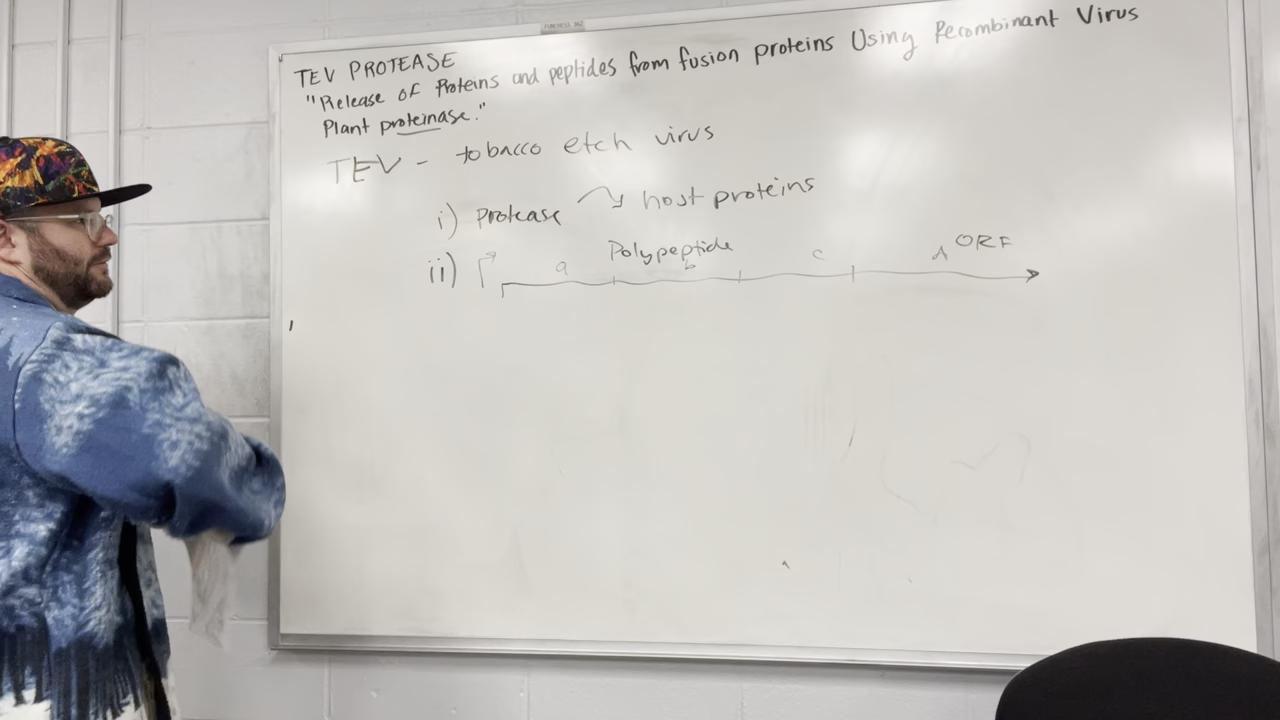 TEV PROTEASE
"Release of Proteins and peptides from fusion proteins Using Recombinant Virus
Plant proteinase."
TEV - tobacco etch virus
i) Protease → host proteins
ii) Polypeptide ORF
a b c